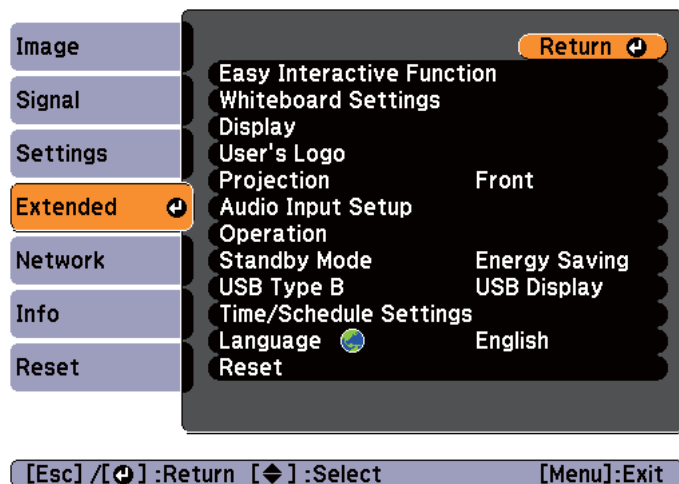 Image
Signal
Settings
Extended
Network
Info
Reset
Return
Easy Interactive Function
Whiteboard Settings
Display
User's Logo
Projection Front
Audio Input Setup
Operation
Standby Mode Energy Saving
USB Type B USB Display
Time/Schedule Settings
Language English
Reset
[Esc] /[ ] :Return [ ] :Select [Menu]:Exit